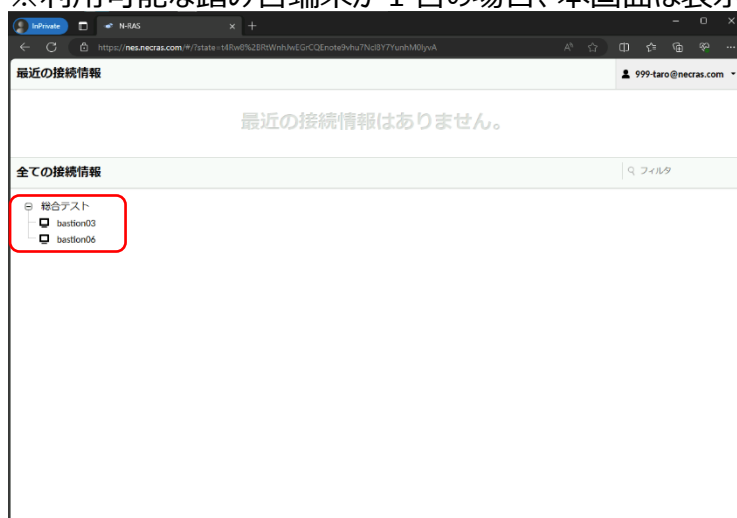 ※利用可能な踏み台端末が 1 台の場合、本画面は表示
InPrivate N-RAS
https://nes.necras.com/#/?state=
最近の接続情報 999-taro@necras.com
最近の接続情報はありません。
全ての接続情報 フィルタ
総合テスト
bastion03
bastion06